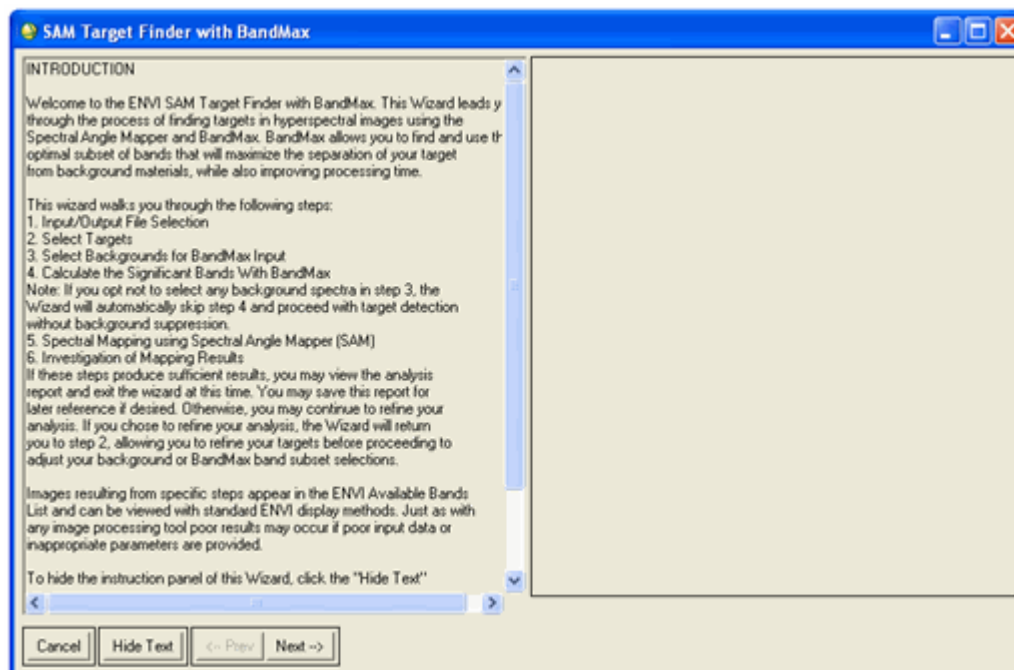 SAM Target Finder with BandMax
INTRODUCTION
Welcome to the ENVI SAM Target Finder with BandMax. This Wizard leads y
through the process of finding targets in hyperspectral images using the
Spectral Angle Mapper and BandMax. BandMax allows you to find and use th
optimal subset of bands that will maximize the separation of your target
from background materials, while also improving processing time.
This wizard walks you through the following steps:
1. Input/Output File Selection
2. Select Targets
3. Select Backgrounds for BandMax Input
4. Calculate the Significant Bands With BandMax
Note: If you opt not to select any background spectra in step 3, the
Wizard will automatically skip step 4 and proceed with target detection
without background suppression.
5. Spectral Mapping using Spectral Angle Mapper (SAM)
6. Investigation of Mapping Results
If these steps produce sufficient results, you may view the analysis
report and exit the wizard at this time. You may save this report for
later reference if desired. Otherwise, you may continue to refine your
analysis. If you chose to refine your analysis, the Wizard will return
you to step 2, allowing you to refine your targets before proceeding to
adjust your background or BandMax band subset selections.
Images resulting from specific steps appear in the ENVI Available Bands
List and can be viewed with standard ENVI display methods. Just as with
any image processing tool poor results may occur if poor input data or
inappropriate parameters are provided.
To hide the instruction panel of this Wizard, click the "Hide Text"
Cancel Hide Text <-- Prev Next -->